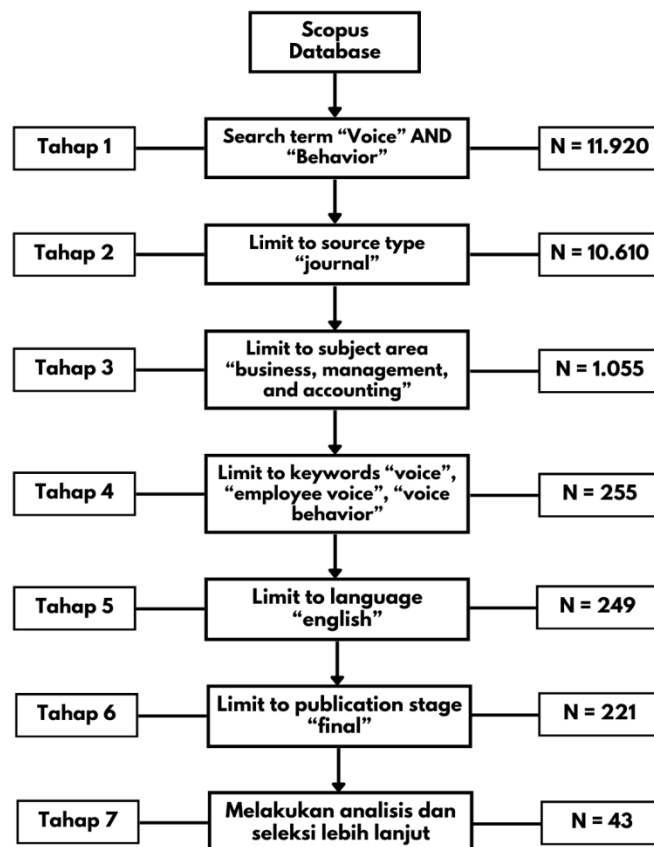 Scopus
Database
Tahap 1
Search term “Voice” AND
“Behavior”
N = 11.920
Tahap 2
Limit to source type
“journal”
N = 10.610
Tahap 3
Limit to subject area
“business, management,
and accounting”
N = 1.055
Tahap 4
Limit to keywords “voice”,
“employee voice”, “voice
behavior”
N = 255
Tahap 5
Limit to language
“english”
N = 249
Tahap 6
Limit to publication stage
“final”
N = 221
Tahap 7
Melakukan analisis dan
seleksi lebih lanjut
N = 43